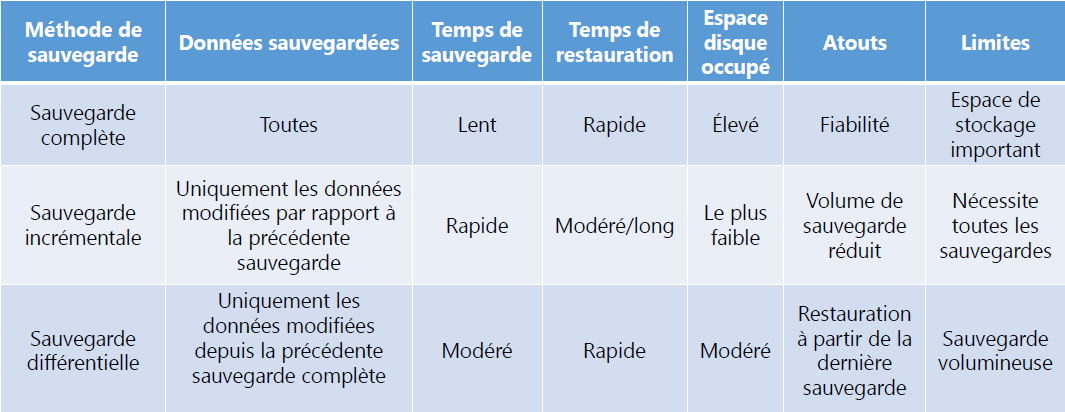 Méthode de
sauvegarde
Données sauvegardées
Temps de
sauvegarde
Temps de
restauration
Espace
disque
occupé
Atouts
Limites
Sauvegarde
complète
Toutes
Lent
Rapide
Élevé
Fiabilité
Espace de
stockage
important
Sauvegarde
incrémentale
Uniquement les données
modifiées par rapport à
la précédente
sauvegarde
Rapide
Modéré/long
Le plus
faible
Volume de
sauvegarde
réduit
Nécessite
toutes les
sauvegardes
Sauvegarde
différentielle
Uniquement les
données modifiées
depuis la précédente
sauvegarde complète
Modéré
Rapide
Modéré
Restauration
à partir de la
dernière
sauvegarde
Sauvegarde
volumineuse